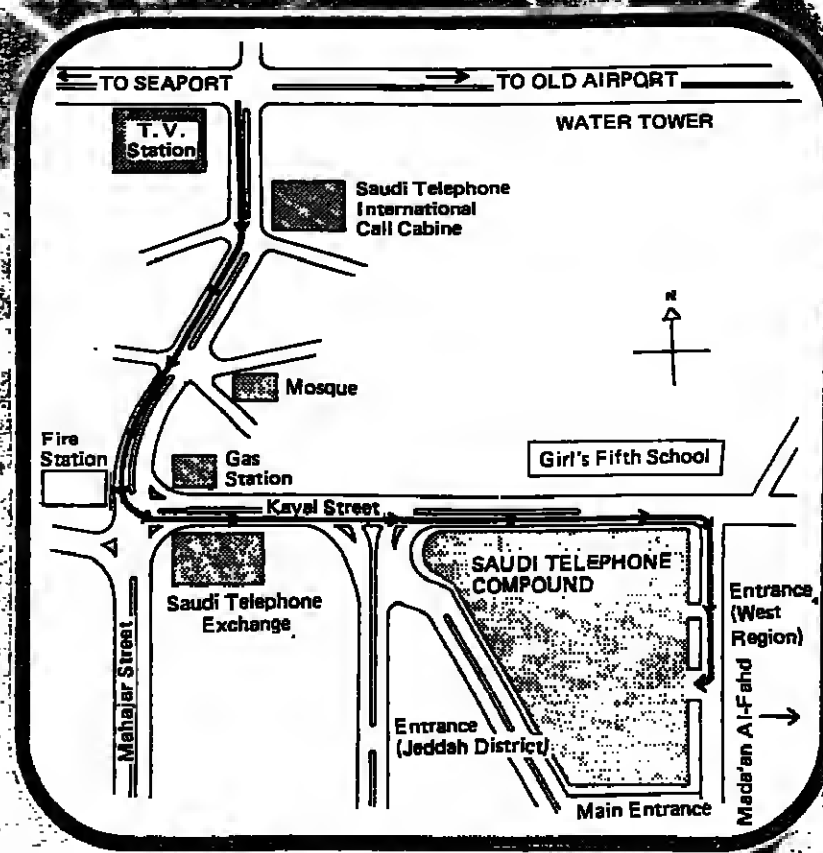 TO SEAPORT
TO OLD AIRPORT
T. V.
Station
WATER TOWER
Saudi Telephone
International
Call Cabine
N
Mosque
Fire
Station
Gas
Station
Girl's Fifth School
Kayal Street
SAUDI TELEPHONE
COMPOUND
Saudi Telephone
Exchange
Entrance
(West
Region)
Mahajar Street
Entrance
(Jeddah District)
Mada'an Al-Fahd
Main Entrance